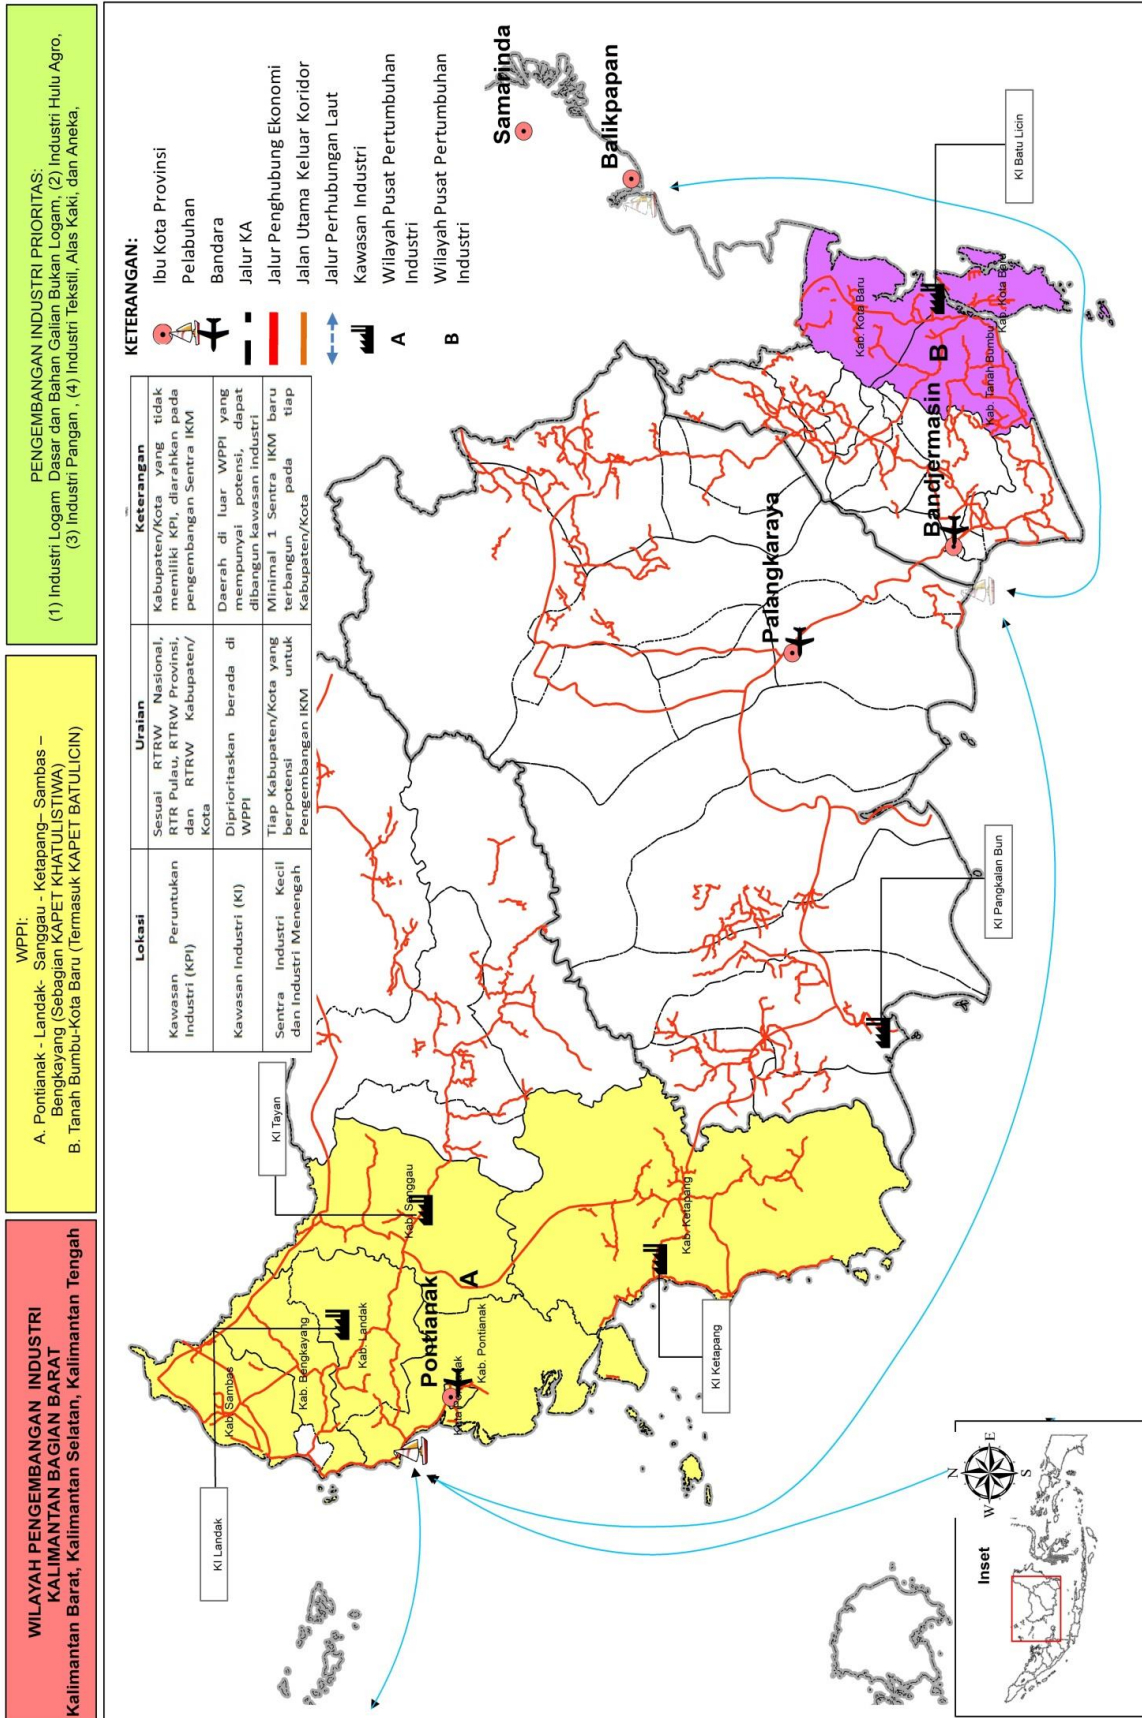 WILAYAH PENGEMBANGAN INDUSTRI
KALIMANTAN BAGIAN BARAT
Kalimantan Barat, Kalimantan Selatan, Kalimantan Tengah
WPPI:
A. Pontianak - Landak- Sanggau - Ketapang– Sambas –
Bengkayang (Sebagian KAPET KHATULISTIWA)
B. Tanah Bumbu-Kota Baru (Termasuk KAPET BATULICIN)
PENGEMBANGAN INDUSTRI PRIORITAS:
(1) Industri Logam Dasar dan Bahan Galian Bukan Logam, (2) Industri Hulu Agro,
(3) Industri Pangan , (4) Industri Tekstil, Alas Kaki, dan Aneka,
Lokasi
Uraian
Keterangan
Kawasan Peruntukan
Industri (KPI)
Sesuai RTRW Nasional,
RTR Pulau, RTRW Provinsi,
dan RTRW Kabupaten/
Kota
Kabupaten/Kota yang tidak
memiliki KPI, diarahkan pada
pengembangan Sentra IKM
Kawasan Industri (KI)
Diprioritaskan berada di
WPPI
Daerah di luar WPPI yang
mempunyai potensi, dapat
dibangun kawasan industri
Sentra Industri Kecil
dan Industri Menengah
Tiap Kabupaten/Kota yang
berpotensi untuk
Pengembangan IKM
Minimal 1 Sentra IKM baru
terbangun pada tiap
Kabupaten/Kota
KETERANGAN:
Ibu Kota Provinsi
Pelabuhan
Bandara
Jalur KA
Jalur Penghubung Ekonomi
Jalan Utama Keluar Koridor
Jalur Perhubungan Laut
Kawasan Industri
A
Wilayah Pusat Pertumbuhan
Industri
B
Wilayah Pusat Pertumbuhan
Industri
KI Landak
KI Tayan
Kab. Sambas
Kab. Bengkayang
Kab. Landak
Kab. Sanggau
Pontianak
A
Kab. Pontianak
Kab. Ketapang
KI Ketapang
KI Pangkalan Bun
Palangkaraya
Bandjermasin
B
Kab. Kota Baru
Kab. Tanah Bumbu
Kab. Kota Baru
KI Batu Licin
Samarinda
Balikpapan
Inset
N
E
S
W